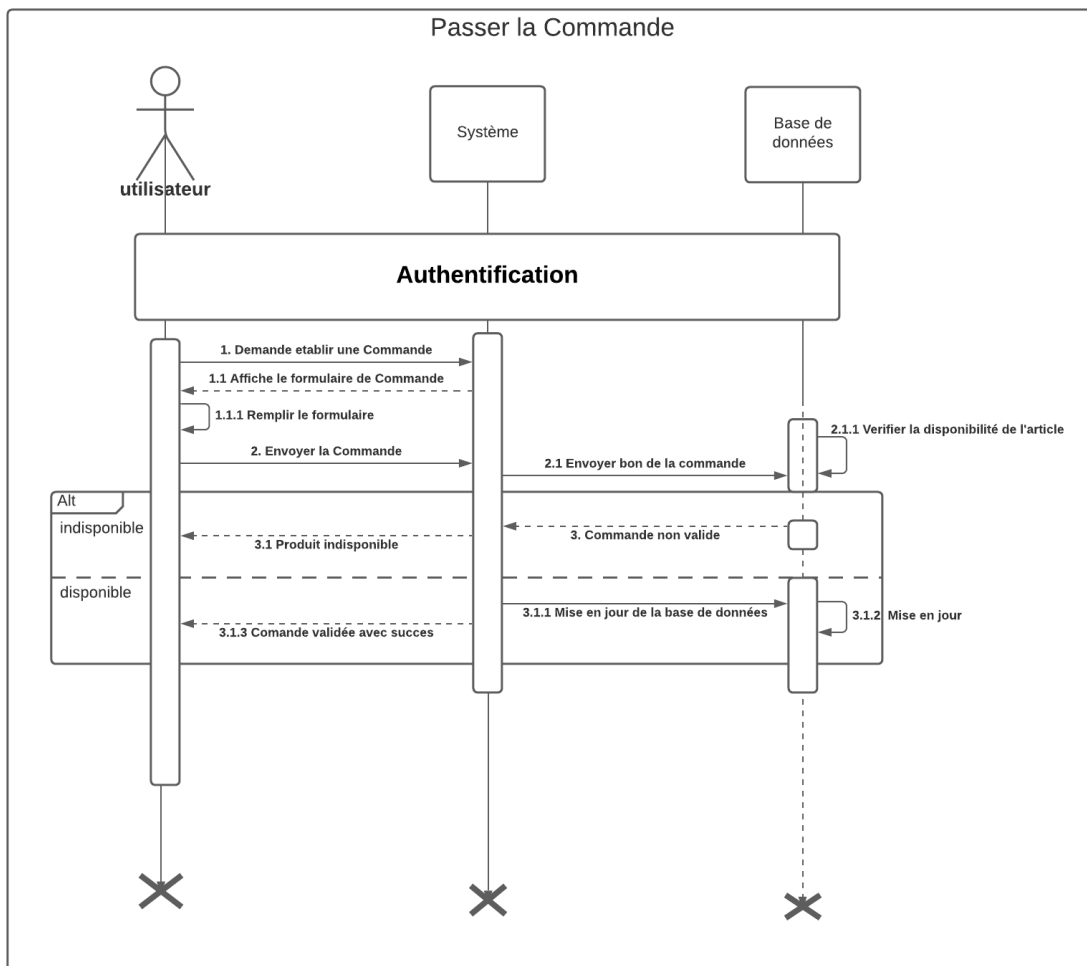 Passer la Commande
utilisateur
Système
Base de
données
Authentification
1. Demande etablir une Commande
1.1 Affiche le formulaire de Commande
1.1.1 Remplir le formulaire
2.1.1 Verifier la disponibilité de l'article
2. Envoyer la Commande
2.1 Envoyer bon de la commande
Alt
indisponible
3. Commande non valide
3.1 Produit indisponible
disponible
3.1.1 Mise en jour de la base de données
3.1.2 Mise en jour
3.1.3 Comande validée avec succes